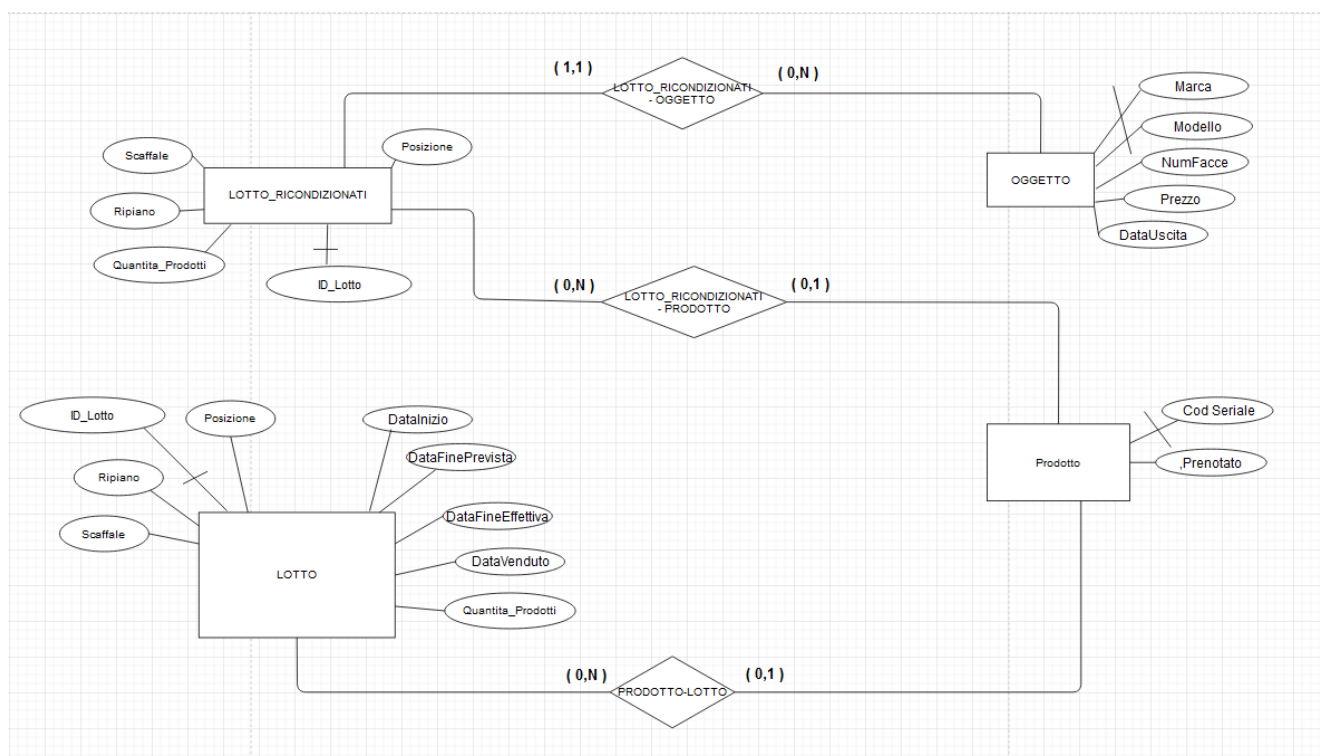 ( 1,1 )
LOTTO_RICONDIZIONATI
- OGGETTO
( 0,N )
Marca
Modello
NumFacce
Prezzo
DataUscita
OGGETTO
Scaffale
Posizione
LOTTO_RICONDIZIONATI
Ripiano
Quantita_Prodotti
ID_Lotto
( 0,N )
LOTTO_RICONDIZIONATI
- PRODOTTO
( 0,1 )
ID_Lotto
Posizione
DataInizio
DataFinePrevista
Ripiano
Scaffale
DataFineEffettiva
DataVenduto
Quantita_Prodotti
LOTTO
Cod Seriale
,Prenotato
Prodotto
( 0,N )
PRODOTTO-LOTTO
( 0,1 )